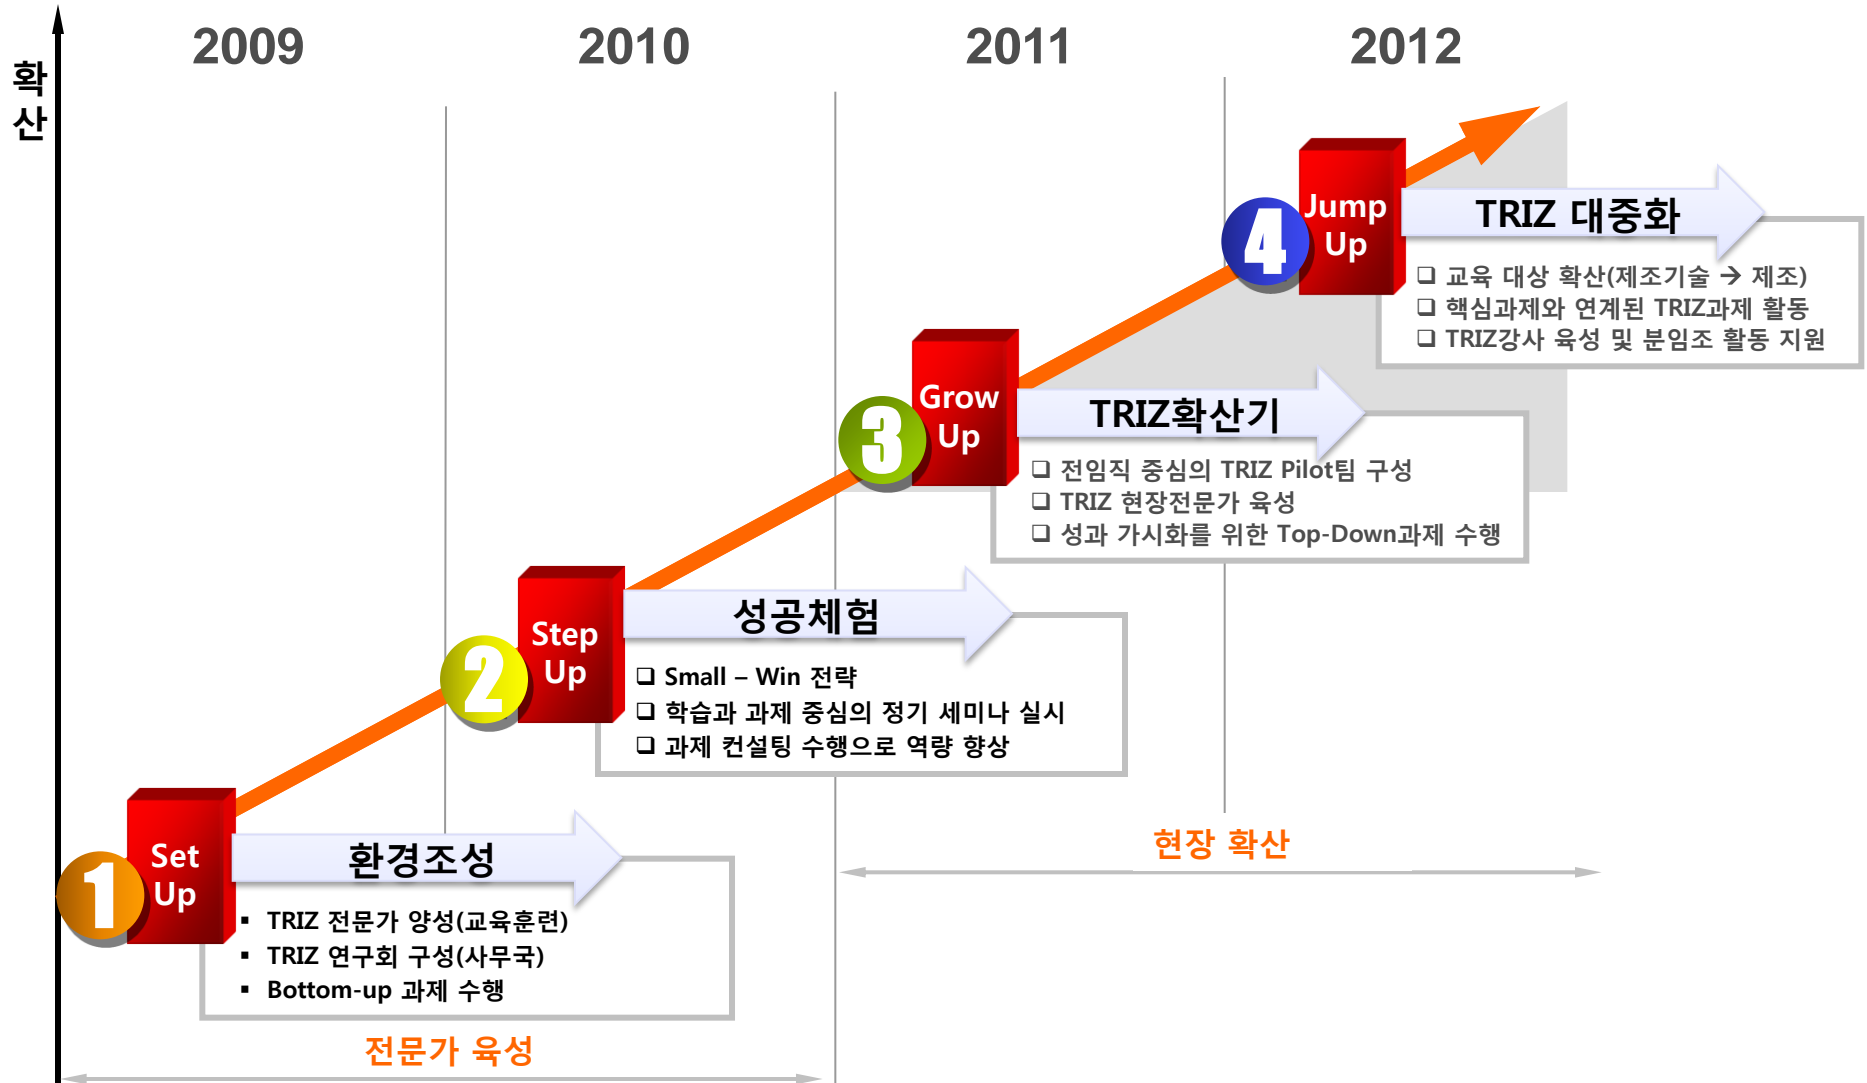 2009
2010
2011
2012
확
산
4
Jump
Up
TRIZ 대중화
❑ 교육 대상 확산(제조기술 → 제조)
❑ 핵심과제와 연계된 TRIZ과제 활동
❑ TRIZ강사 육성 및 분임조 활동 지원
3
Grow
Up
TRIZ확산기
❑ 전임직 중심의 TRIZ Pilot팀 구성
❑ TRIZ 현장전문가 육성
❑ 성과 가시화를 위한 Top-Down과제 수행
2
Step
Up
성공체험
❑ Small – Win 전략
❑ 학습과 과제 중심의 정기 세미나 실시
❑ 과제 컨설팅 수행으로 역량 향상
현장 확산
1
Set
Up
환경조성
▪ TRIZ 전문가 양성(교육훈련)
▪ TRIZ 연구회 구성(사무국)
▪ Bottom-up 과제 수행
전문가 육성